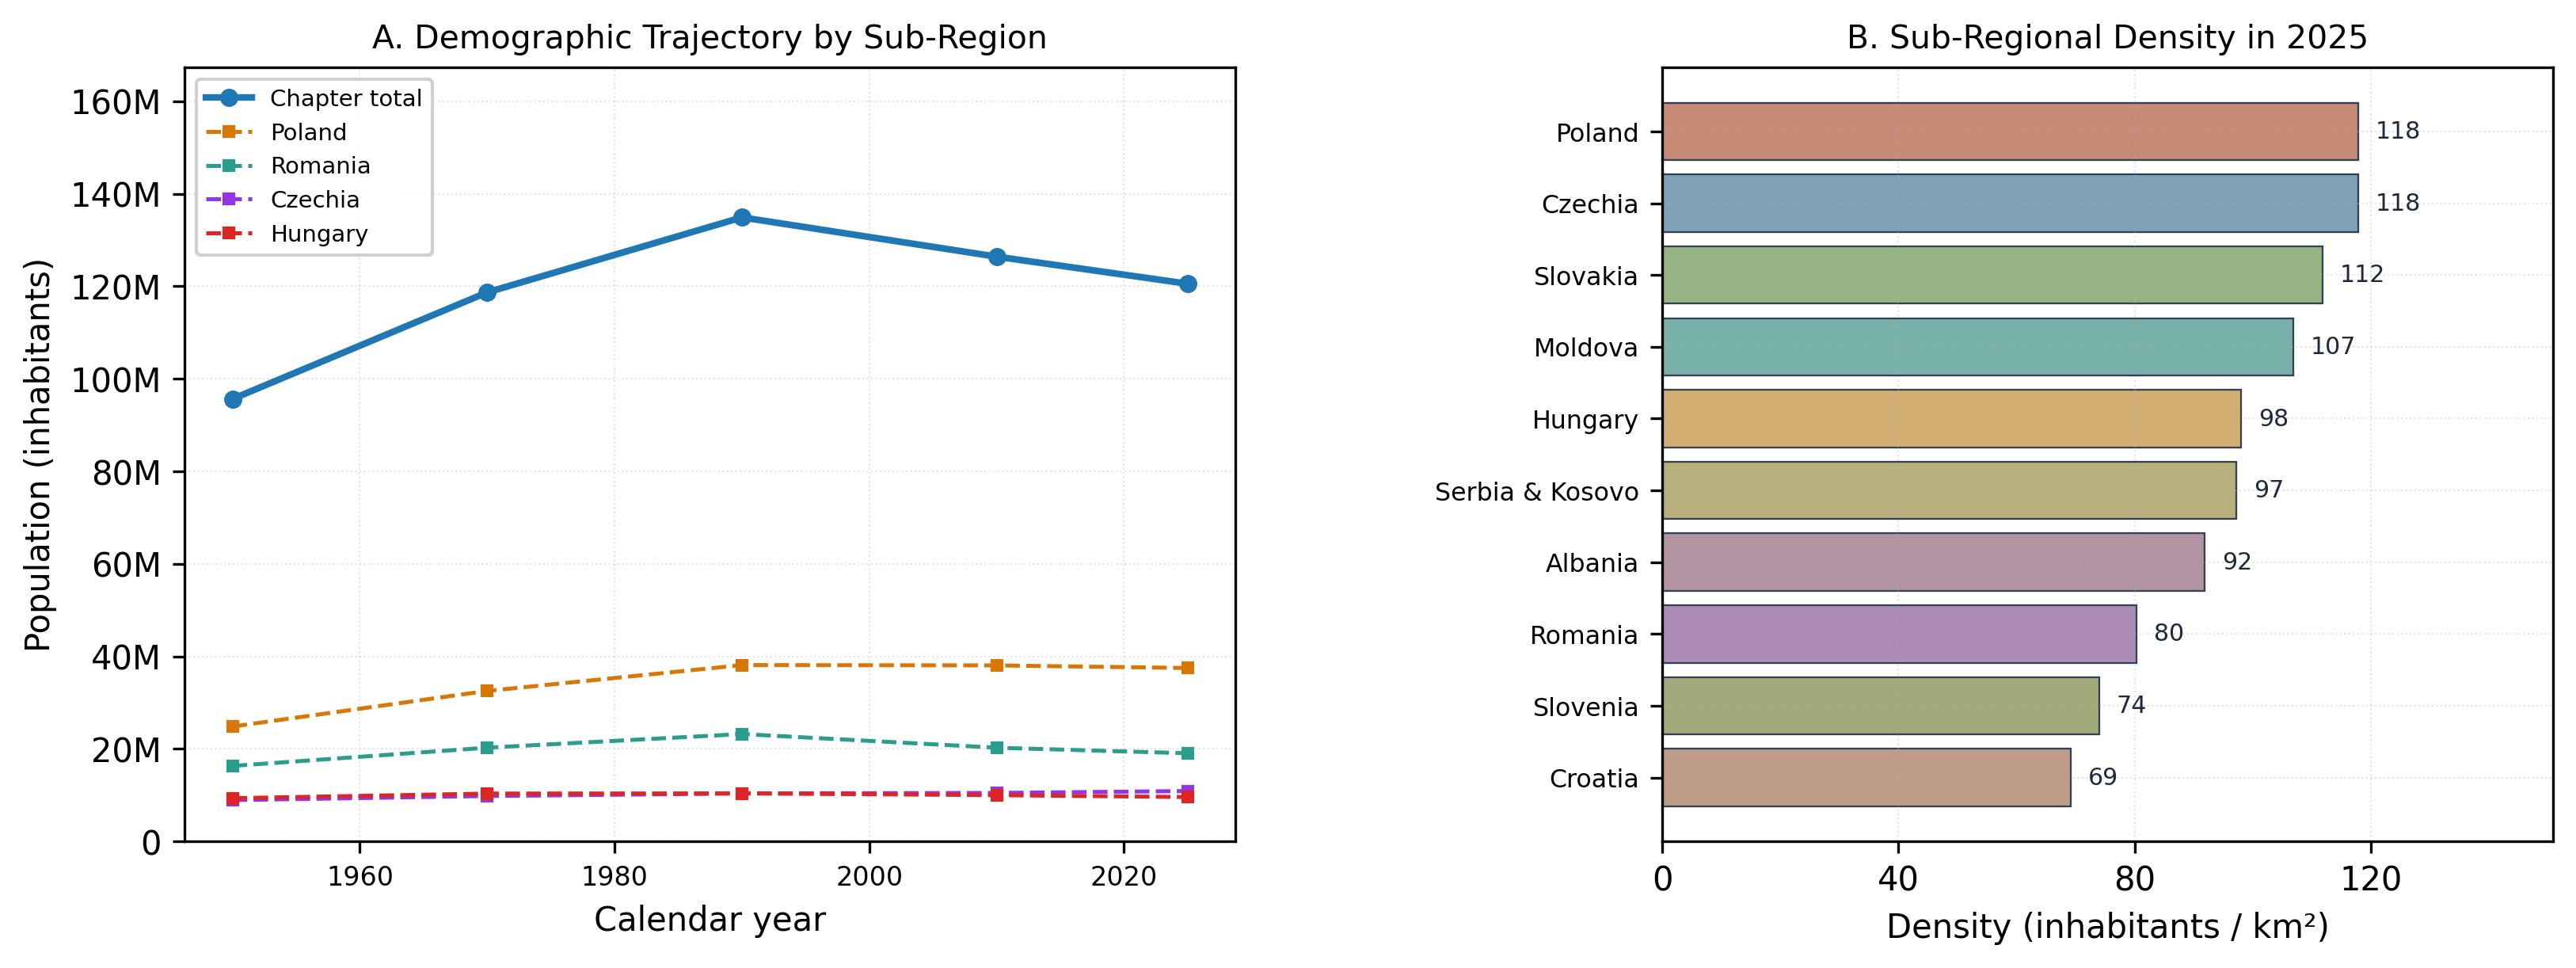 A. Demographic Trajectory by Sub-Region
160M
140M
120M
100M
80M
60M
40M
20M
0
Population (inhabitants)
Chapter total
Poland
Romania
Czechia
Hungary
1960
1980
2000
2020
Calendar year
B. Sub-Regional Density in 2025
Poland
118
Czechia
118
Slovakia
112
Moldova
107
Hungary
98
Serbia & Kosovo
97
Albania
92
Romania
80
Slovenia
74
Croatia
69
0
40
80
120
Density (inhabitants / km²)